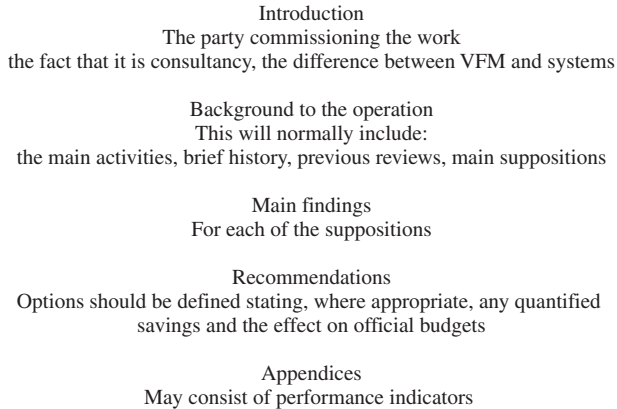 Introduction
The party commissioning the work
the fact that it is consultancy, the difference between VFM and systems
Background to the operation
This will normally include:
the main activities, brief history, previous reviews, main suppositions
Main findings
For each of the suppositions
Recommendations
Options should be defined stating, where appropriate, any quantified
savings and the effect on official budgets
Appendices
May consist of performance indicators